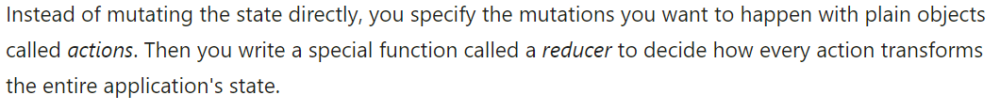 Instead of mutating the state directly, you specify the mutations you want to happen with plain objects
called actions. Then you write a special function called a reducer to decide how every action transforms
the entire application's state.